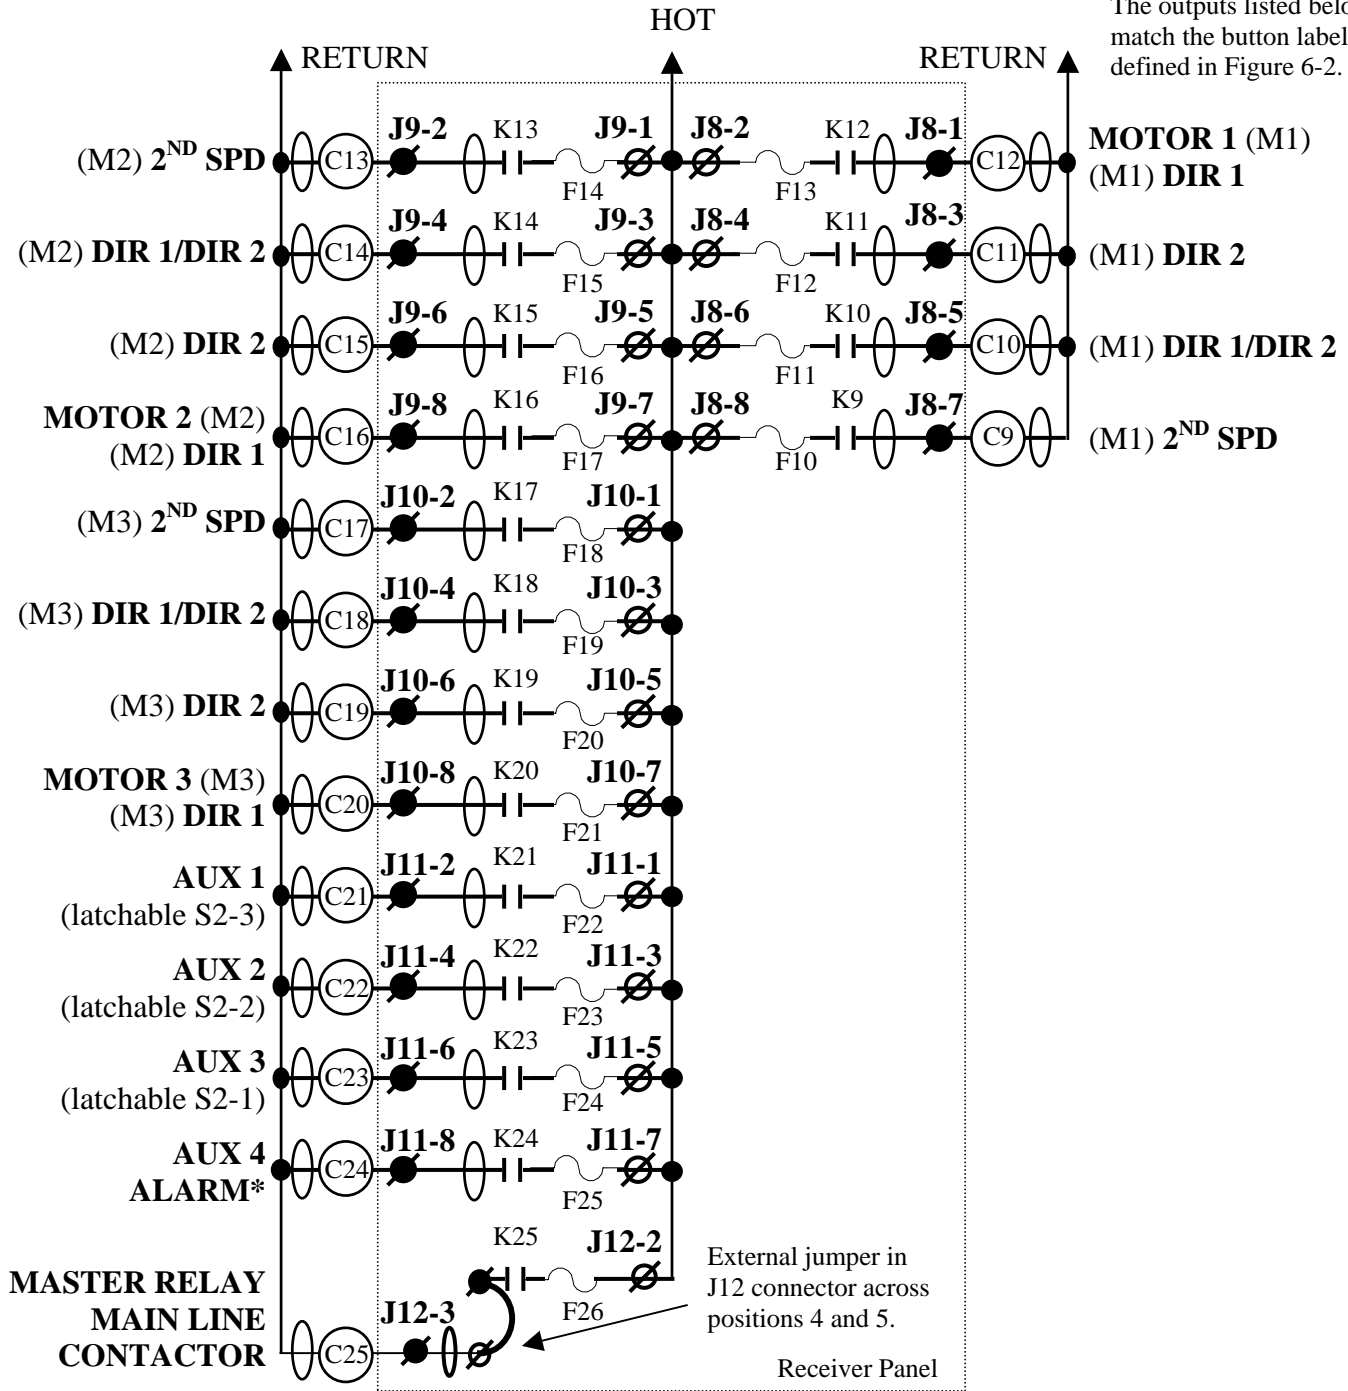 HOT
The outputs listed belo
match the button label
defined in Figure 6-2.
RETURN
RETURN
(M2) 2ND SPD
C13
J9-2
K13
F14
J9-1
J8-2
F13
K12
J8-1
C12
MOTOR 1 (M1)
(M1) DIR 1
(M2) DIR 1/DIR 2
C14
J9-4
K14
F15
J9-3
J8-4
F12
K11
J8-3
C11
(M1) DIR 2
(M2) DIR 2
C15
J9-6
K15
F16
J9-5
J8-6
F11
K10
J8-5
C10
(M1) DIR 1/DIR 2
MOTOR 2 (M2)
(M2) DIR 1
C16
J9-8
K16
F17
J9-7
J8-8
F10
K9
J8-7
C9
(M1) 2ND SPD
(M3) 2ND SPD
C17
J10-2
K17
F18
J10-1
(M3) DIR 1/DIR 2
C18
J10-4
K18
F19
J10-3
(M3) DIR 2
C19
J10-6
K19
F20
J10-5
MOTOR 3 (M3)
(M3) DIR 1
C20
J10-8
K20
F21
J10-7
AUX 1
(latchable S2-3)
C21
J11-2
K21
F22
J11-1
AUX 2
(latchable S2-2)
C22
J11-4
K22
F23
J11-3
AUX 3
(latchable S2-1)
C23
J11-6
K23
F24
J11-5
AUX 4
ALARM*
C24
J11-8
K24
F25
J11-7
MASTER RELAY
MAIN LINE
CONTACTOR
C25
J12-3
K25
F26
J12-2
External jumper in
J12 connector across
positions 4 and 5.
Receiver Panel